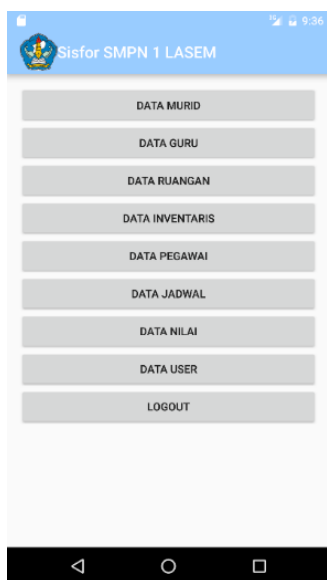 9:36
Sisfor SMPN 1 LASEM
DATA MURID
DATA GURU
DATA RUANGAN
DATA INVENTARIS
DATA PEGAWAI
DATA JADWAL
DATA NILAI
DATA USER
LOGOUT